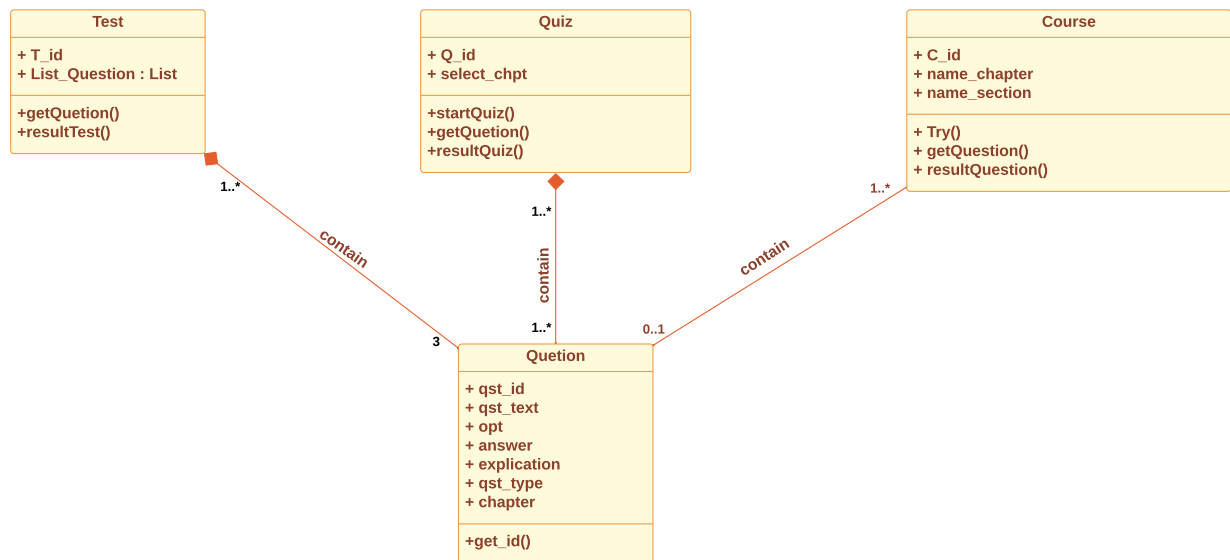 Test
+ T_id
+ List_Question : List
+getQuetion()
+resultTest()
Quiz
+ Q_id
+ select_chpt
+startQuiz()
+getQuetion()
+resultQuiz()
Course
+ C_id
+ name_chapter
+ name_section
+ Try()
+ getQuestion()
+ resultQuestion()
1..*
contain
3
1..*
contain
1..*
1..*
contain
0..1
Quetion
+ qst_id
+ qst_text
+ opt
+ answer
+ explication
+ qst_type
+ chapter
+get_id()